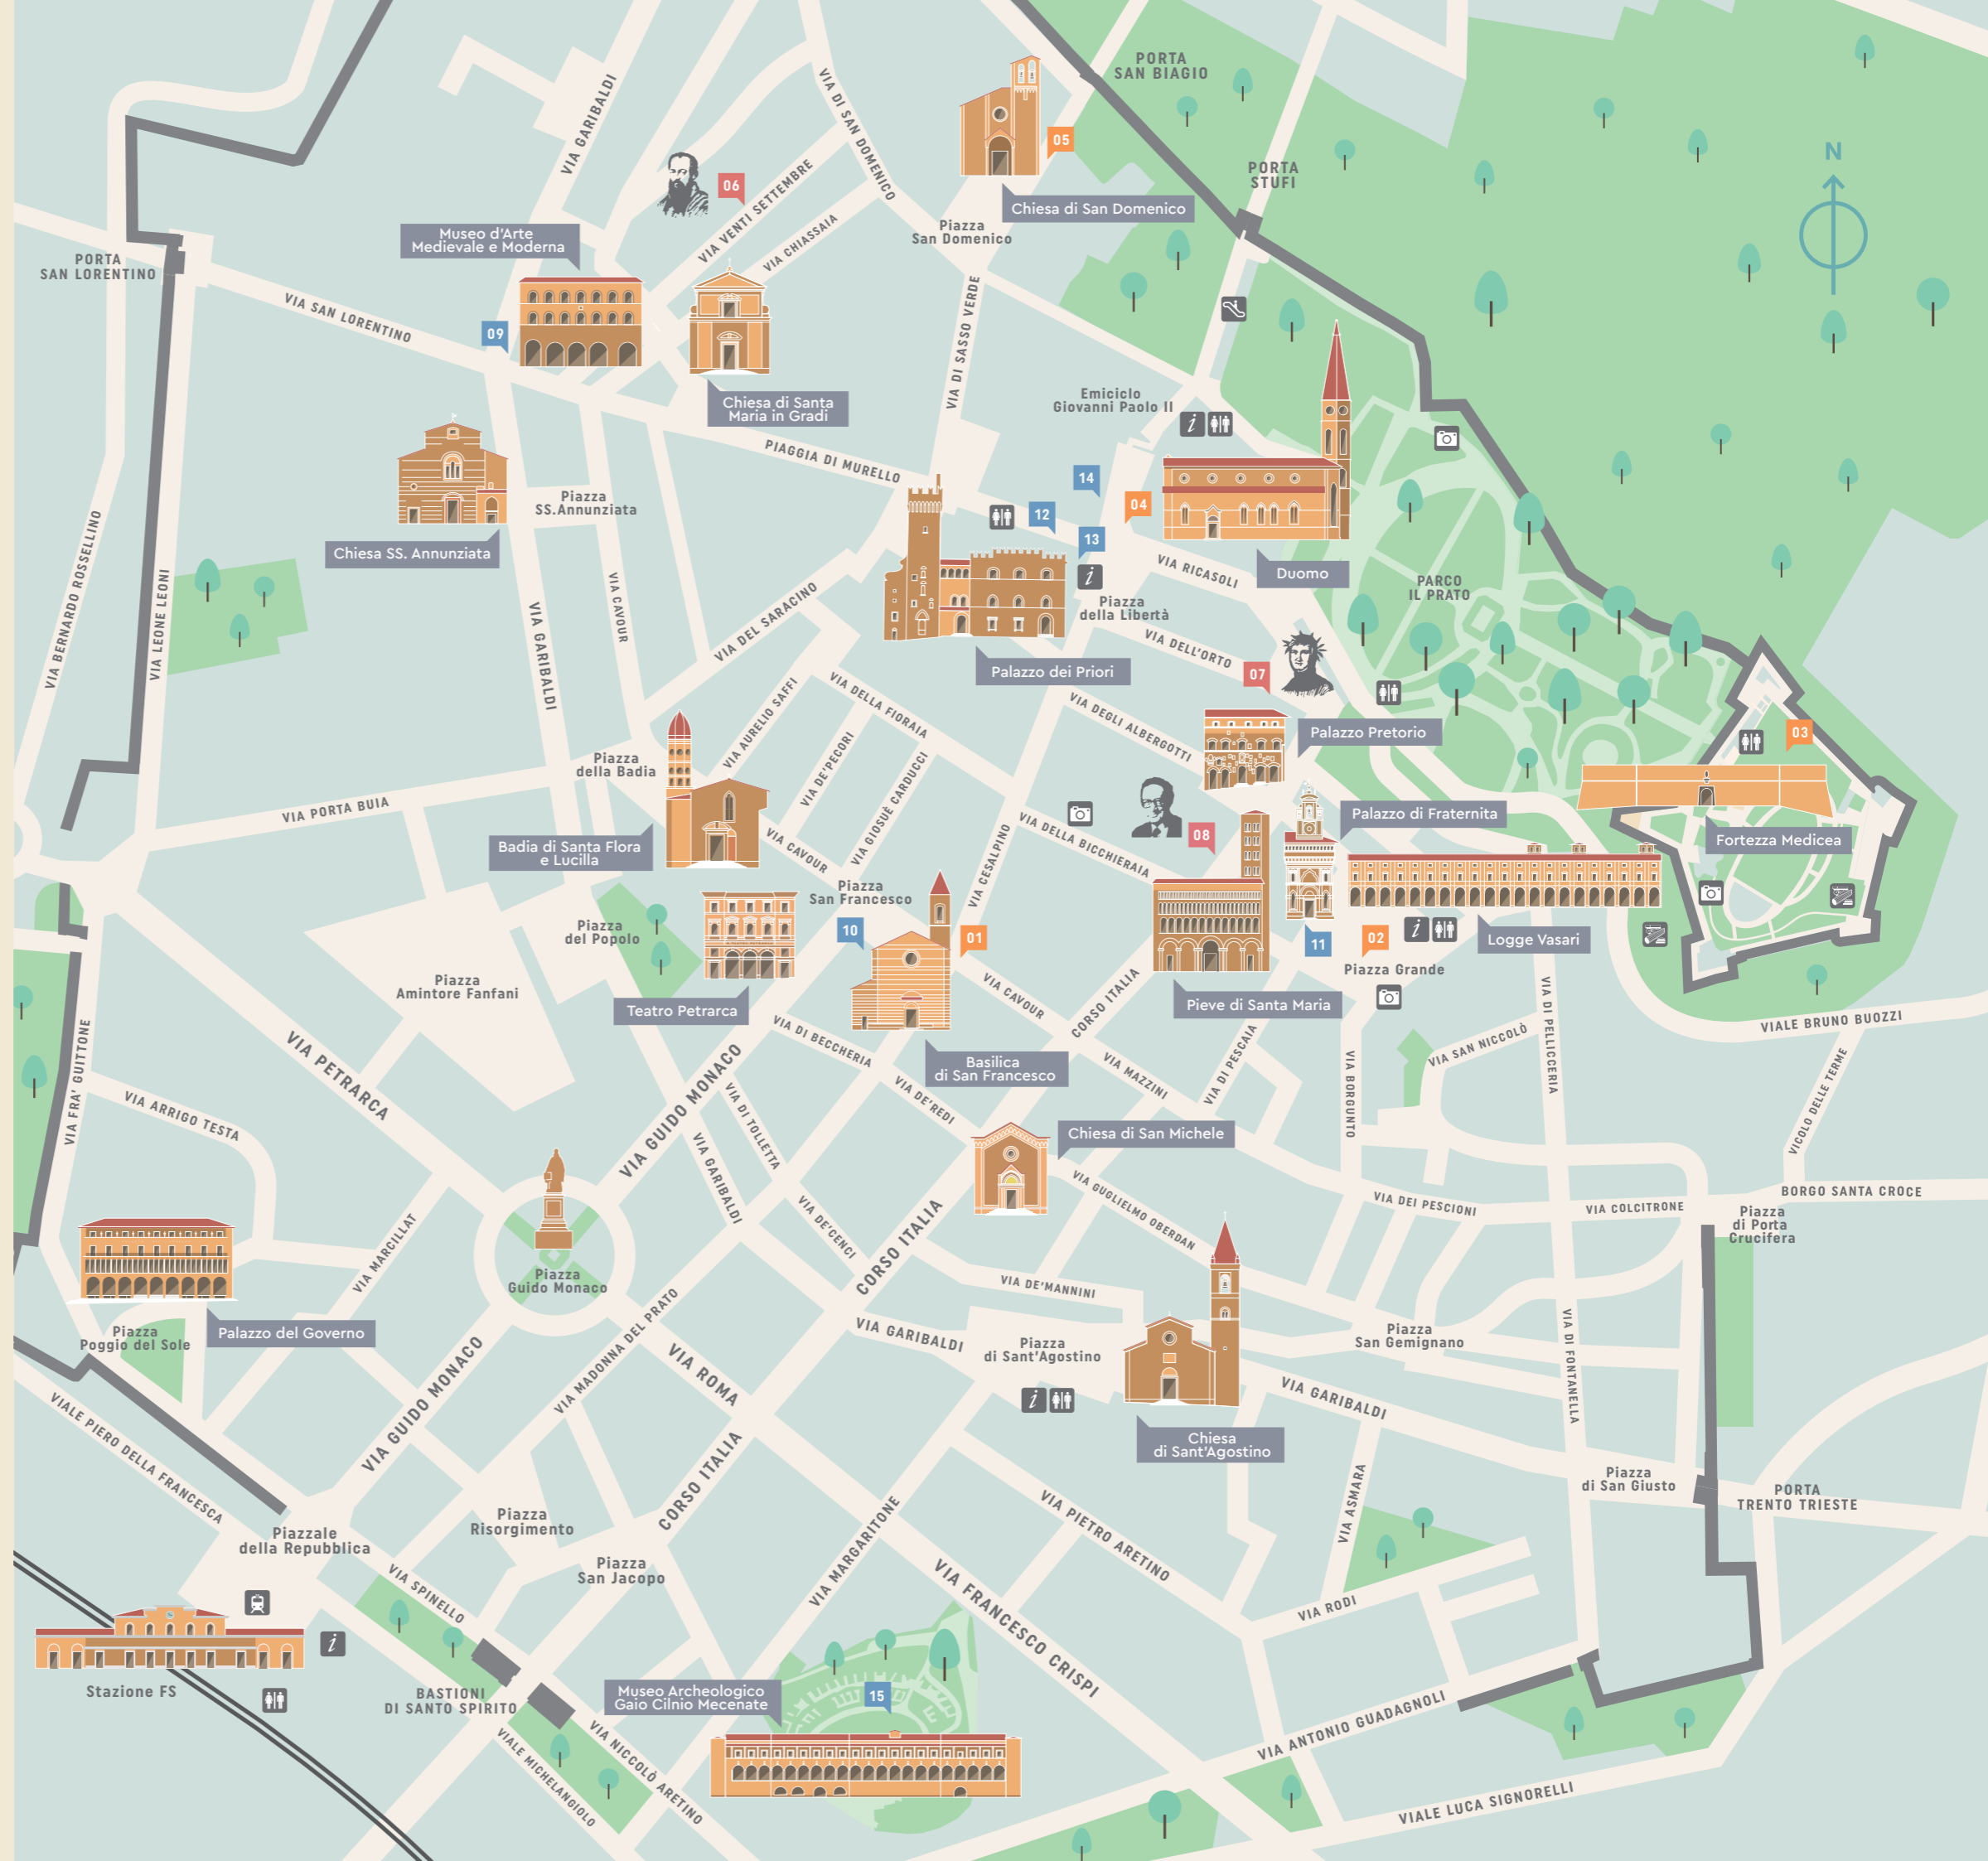 PORTA
SAN BIAGIO
VIA GARIBALDI
VIA DI SAN DOMENICO
05
PORTA
STUFI
N
06
Chiesa di San Domenico
VIA VENTI SETTEMBRE
VIA CHIASSAIA
Piazza
San Domenico
Museo d'Arte
Medievale e Moderna
PORTA
SAN LORENTINO
VIA SAN LORENTINO
09
VIA DI SASSO VERDE
Chiesa di Santa
Maria in Gradi
Emiciclo
Giovanni Paolo II
i
PIAGGIA DI MURELLO
14
04
Piazza
SS.Annunziata
12
13
Chiesa SS. Annunziata
i
VIA RICASOLI
Duomo
PARCO
IL PRATO
Piazza
della Libertà
VIA BERNARDO ROSSELLINO
VIA LEONE LEONI
VIA GARIBALDI
VIA CAVOUR
VIA DEL SARACINO
VIA DELL'ORTO
Palazzo dei Priori
07
VIA DELLA FIORAIA
VIA AURELIO SAFFI
VIA DEGLI ALBERGOTTI
Palazzo Pretorio
03
Piazza
della Badia
VIA DE'PECORI
VIA GIOSUÈ CARDUCCI
VIA PORTA BUIA
Badia di Santa Flora
e Lucilla
VIA CAVOUR
VIA CESALPINO
VIA DELLA BICCHIERAIA
08
Palazzo di Fraternita
Fortezza Medicea
Piazza
San Francesco
Piazza
del Popolo
10
01
11
02
i
Logge Vasari
Piazza Grande
Piazza
Amintore Fanfani
Teatro Petrarca
VIA CAVOUR
CORSO ITALIA
Pieve di Santa Maria
VIA DI PELLICCERIA
VIALE BRUNO BUOZZI
VIA PETRARCA
VIA FRA' GUITTONE
VIA DI BECCHERIA
Basilica
di San Francesco
VIA MAZZINI
VIA DI PESCAIA
VIA BORGUNTO
VIA SAN NICCOLÒ
VICOLO DELLE TERME
VIA ARRIGO TESTA
VIA GUIDO MONACO
VIA DI TOLLETTA
VIA DE'REDI
VIA GARIBALDI
Chiesa di San Michele
VIA GUGLIELMO OBERDAN
VIA DEI PESCIONI
VIA COLCITRONE
BORGO SANTA CROCE
Piazza
di Porta
Crucifera
VIA MARCILLAT
VIA DE'CENCI
CORSO ITALIA
Piazza
Guido Monaco
VIA DE'MANNINI
Piazza
Poggio del Sole
Palazzo del Governo
VIA MADONNA DEL PRATO
VIA GARIBALDI
Piazza
di Sant'Agostino
Piazza
San Gemignano
VIA DI FONTANELLA
VIA GUIDO MONACO
VIA ROMA
i
VIA GARIBALDI
VIALE PIERO DELLA FRANCESCA
Chiesa
di Sant'Agostino
CORSO ITALIA
Piazza
di San Giusto
PORTA
TRENTO TRIESTE
VIA ASMARA
VIA PIETRO ARETINO
VIA MARGARITONE
Piazza
Risorgimento
Piazzale
della Repubblica
Piazza
San Jacopo
VIA SPINELLO
VIA FRANCESCO CRISPI
VIA RODI
i
Stazione FS
BASTIONI
DI SANTO SPIRITO
Museo Archeologico
Gaio Cilnio Mecenate
15
VIA ANTONIO GUADAGNOLI
VIA NICCOLÒ ARETINO
VIALE MICHELANGIOLO
VIALE LUCA SIGNORELLI